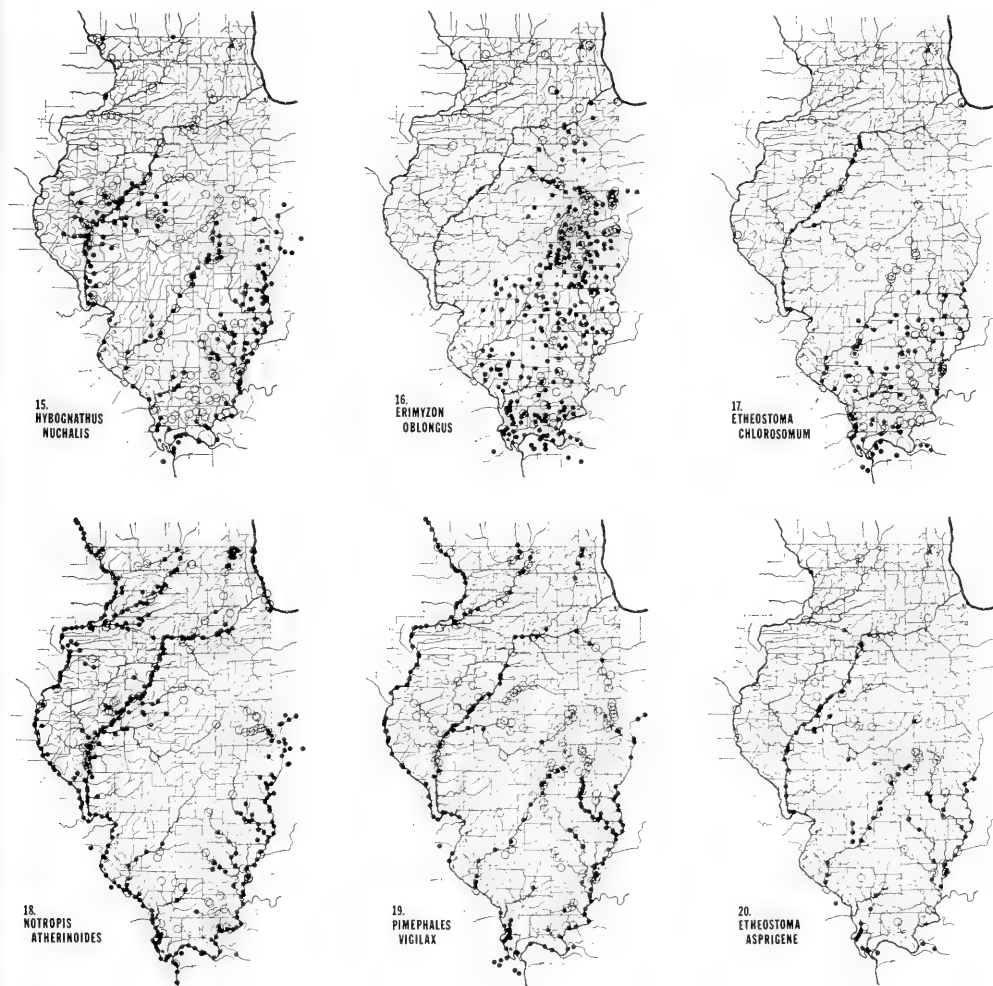 15.
HYBOGNATHUS
NUCHALIS
16.
ERIMYZON
OBLONGUS
17.
ETHEOSTOMA
CHLOROSOMUM
18.
NOTROPIS
ATHERINOIDES
19.
PIMEPHALES
VIGILAX
20.
ETHEOSTOMA
ASPRIGENE